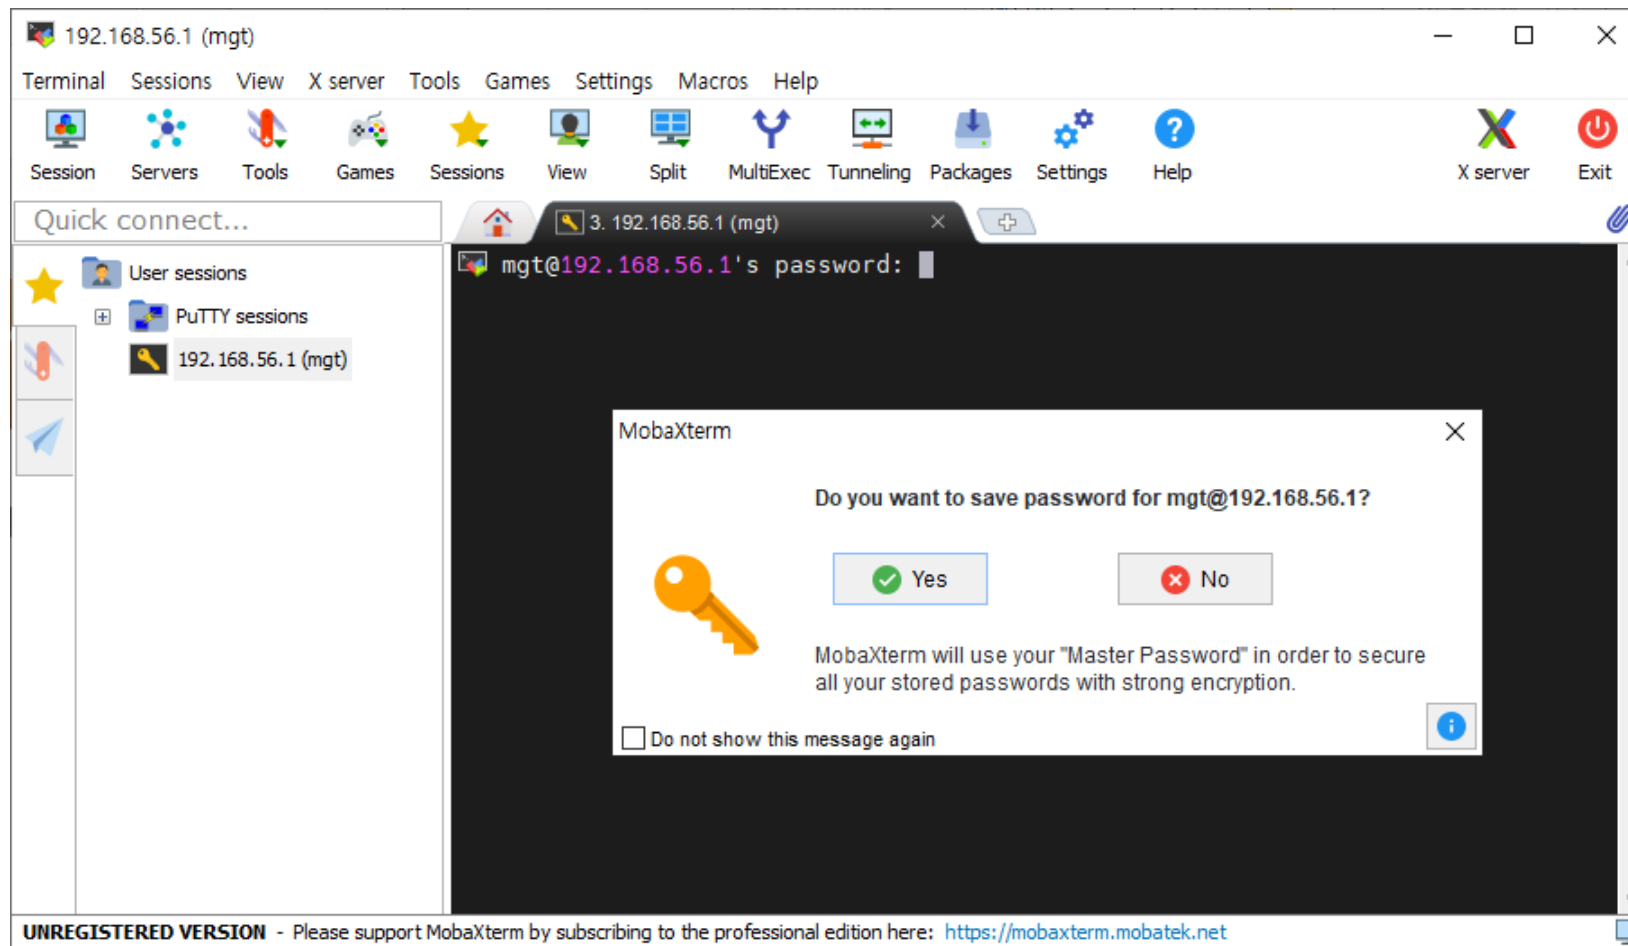 192.168.56.1 (mgt)
Terminal Sessions View X server Tools Games Settings Macros Help
Session Servers Tools Games Sessions View Split MultiExec Tunneling Packages Settings Help X server Exit
Quick connect...
3. 192.168.56.1 (mgt)
User sessions
PuTTY sessions
192.168.56.1 (mgt)
mgt@192.168.56.1's password:
MobaXterm
Do you want to save password for mgt@192.168.56.1?
Yes No
MobaXterm will use your "Master Password" in order to secure
all your stored passwords with strong encryption.
Do not show this message again
UNREGISTERED VERSION - Please support MobaXterm by subscribing to the professional edition here: https://mobaxterm.mobatek.net